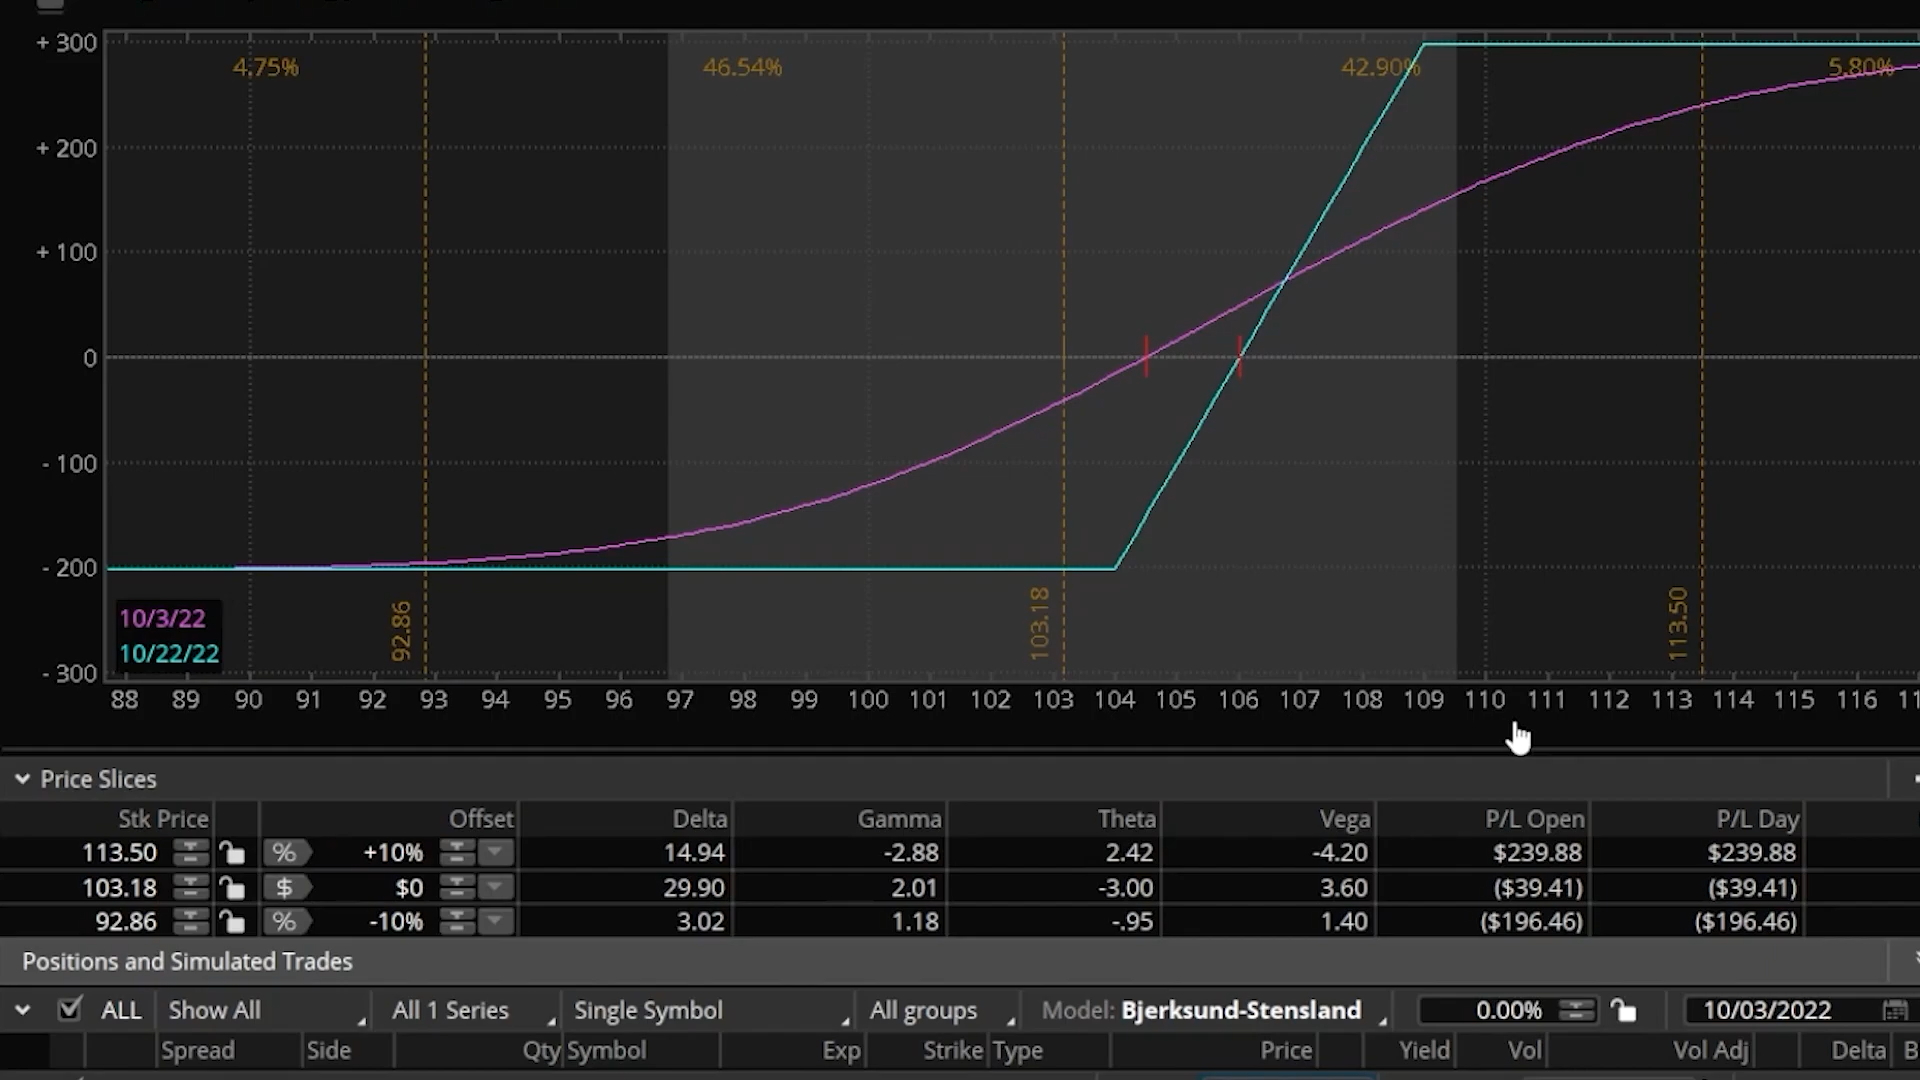 + 300
4.75% 46.54% 42.90% 5.80%
+ 200
+ 100
0
- 100
- 200
10/3/22
10/22/22
92.86
103.18
113.50
- 300
88 89 90 91 92 93 94 95 96 97 98 99 100 101 102 103 104 105 106 107 108 109 110 111 112 113 114 115 116 11
Price Slices
Stk Price Offset Delta Gamma Theta Vega P/L Open P/L Day
113.50 % +10% 14.94 -2.88 2.42 -4.20 $239.88 $239.88
103.18 $ $0 29.90 2.01 -3.00 3.60 ($39.41) ($39.41)
92.86 % -10% 3.02 1.18 -.95 1.40 ($196.46) ($196.46)
Positions and Simulated Trades
ALL Show All All 1 Series Single Symbol All groups Model: Bjerksund-Stensland 0.00% 10/03/2022
Spread Side Qty Symbol Exp Strike Type Price Yield Vol Vol Adj Delta B